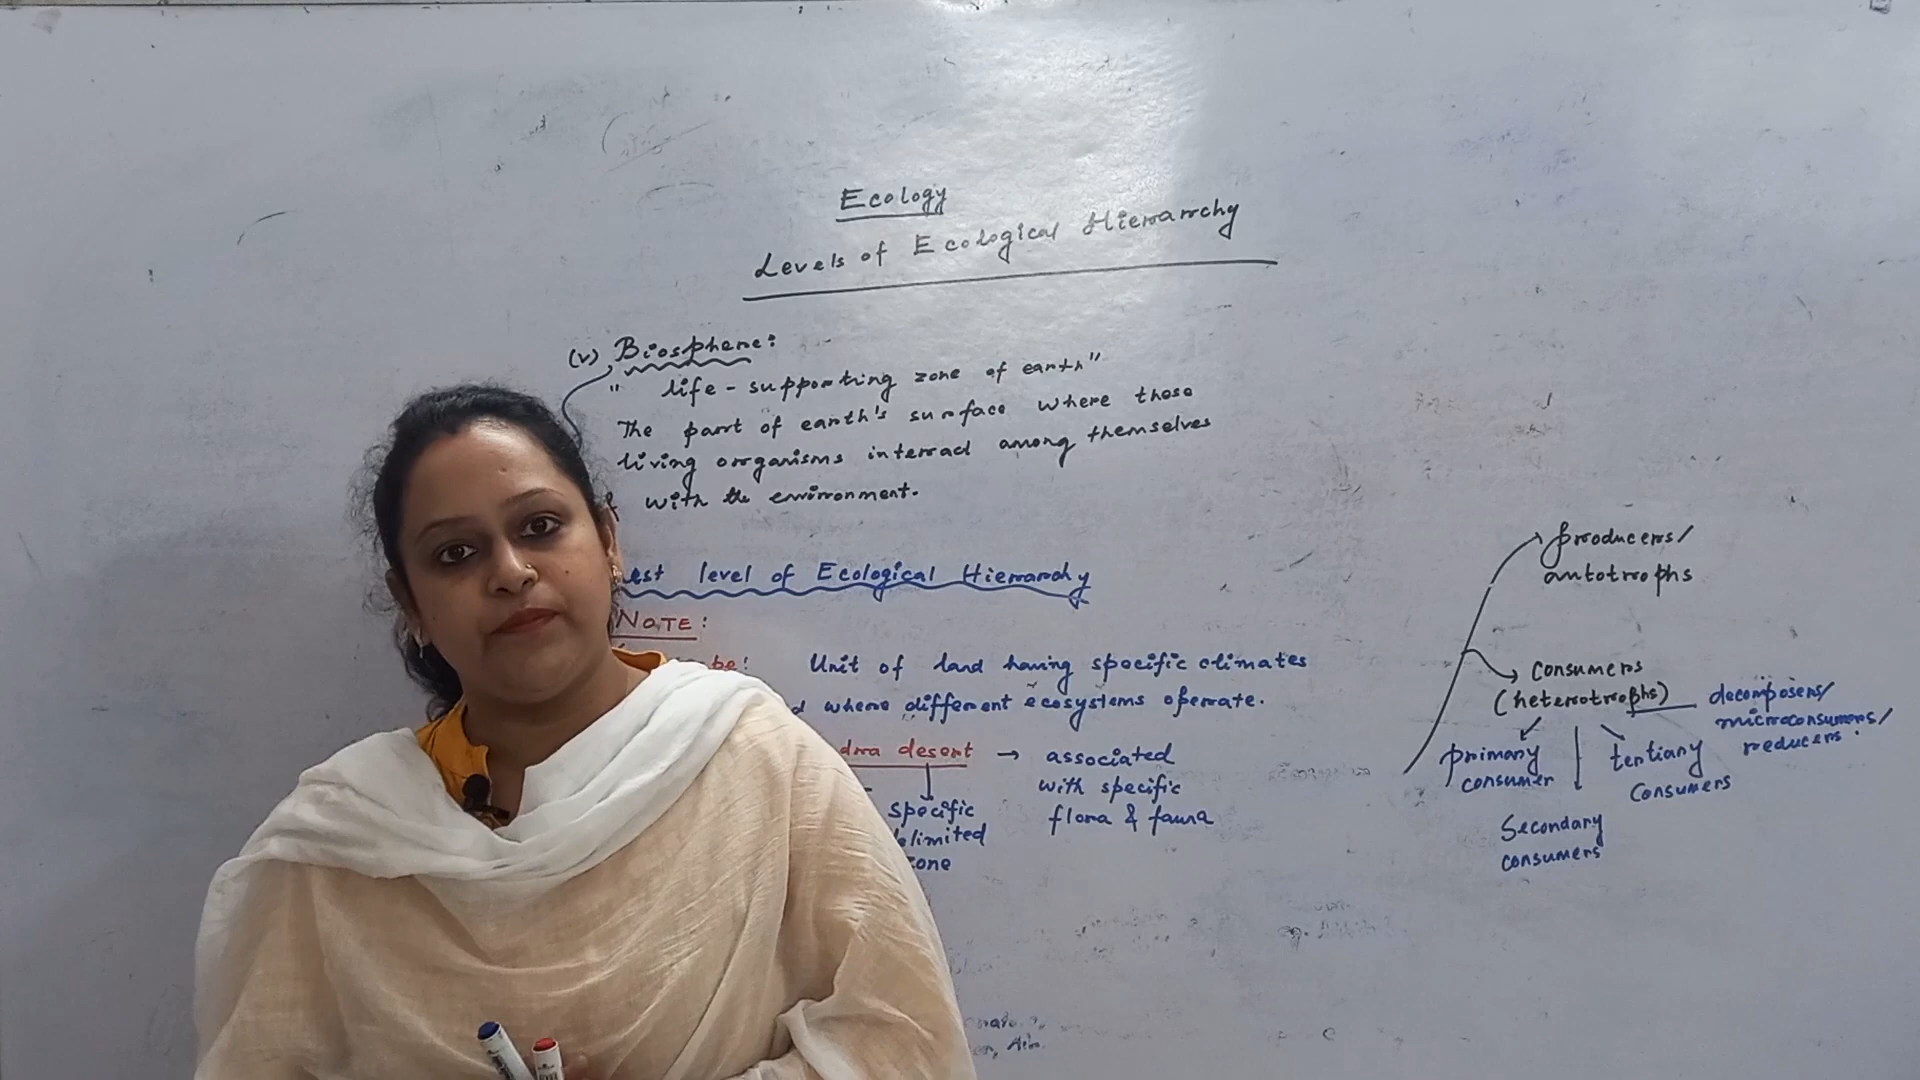 Ecology
Levels of Ecological Hierarchy
(v) Biosphere:
" life-supporting zone of earth"
The part of earth's surface where those
living organisms interact among themselves
& with the environment.
est level of Ecological Hierarchy
NOTE:
be: Unit of land having specific climates
d where different ecosystems operate.
dra desert → associated
with specific
flora & fauna
specific
elimited
zone
producers/
autotrophs
consumers
(heterotrophs)
decomposers/
microconsumers/
reducers.
primary
consumer
tertiary
consumers
Secondary
consumers